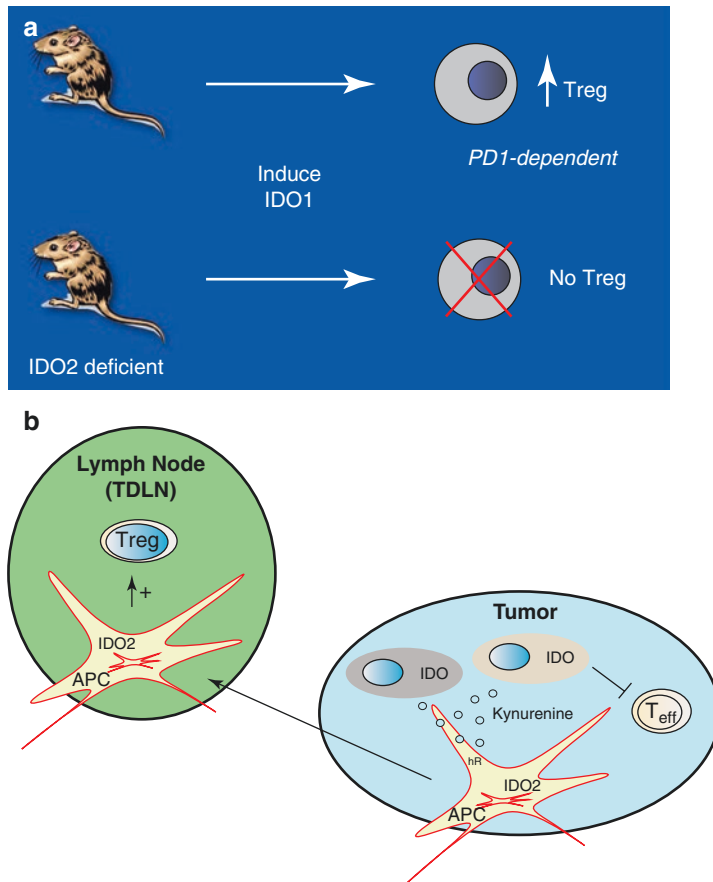 a
Treg
PD1-dependent
Induce
IDO1
No Treg
IDO2 deficient
b
Lymph Node
(TDLN)
Treg
+
IDO2
APC
Tumor
IDO
IDO
Kynurenine
Teff
hR
IDO2
APC